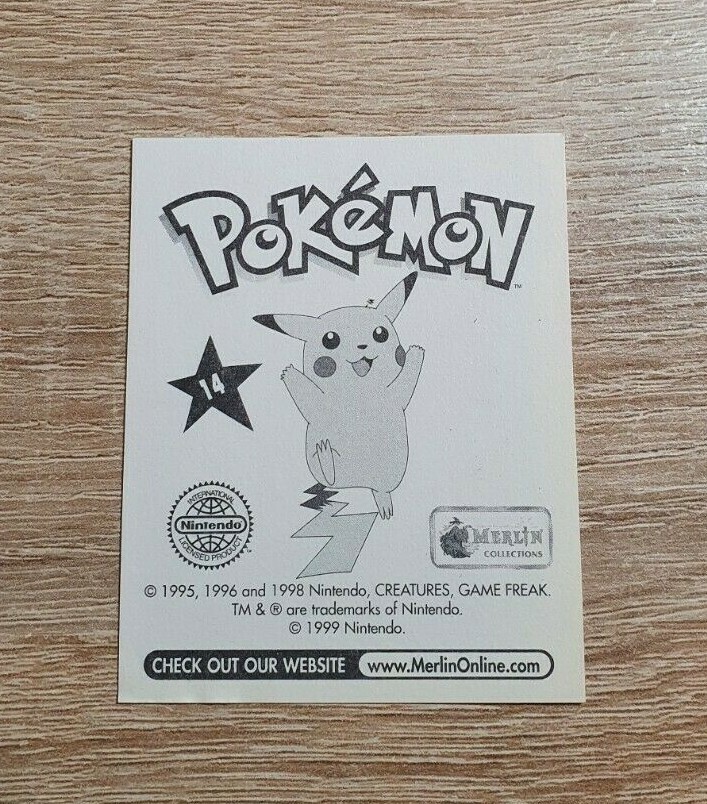 POKéMON
™
14
INTERNATIONAL
Nintendo
LICENSED PRODUCT
MERLIN
COLLECTIONS
© 1995, 1996 and 1998 Nintendo, CREATURES, GAME FREAK.
TM & ® are trademarks of Nintendo.
© 1999 Nintendo.
CHECK OUT OUR WEBSITE www.MerlinOnline.com